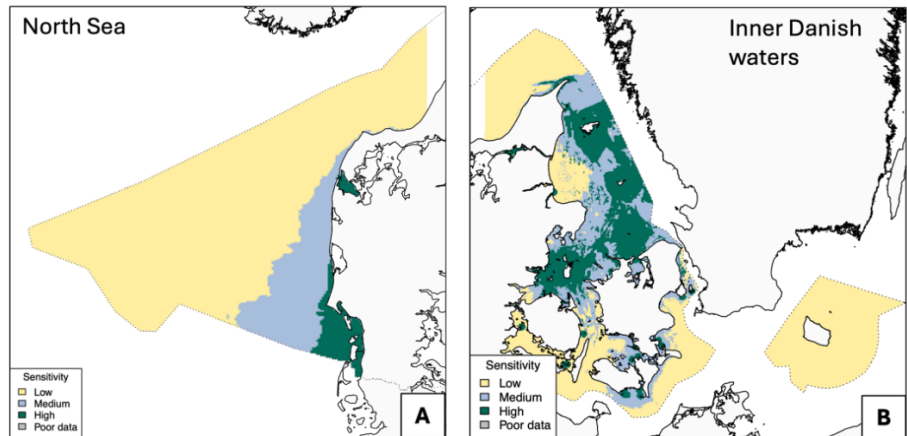 North Sea
Sensitivity
Low
Medium
High
Poor data
A
Inner Danish
waters
Sensitivity
Low
Medium
High
Poor data
B